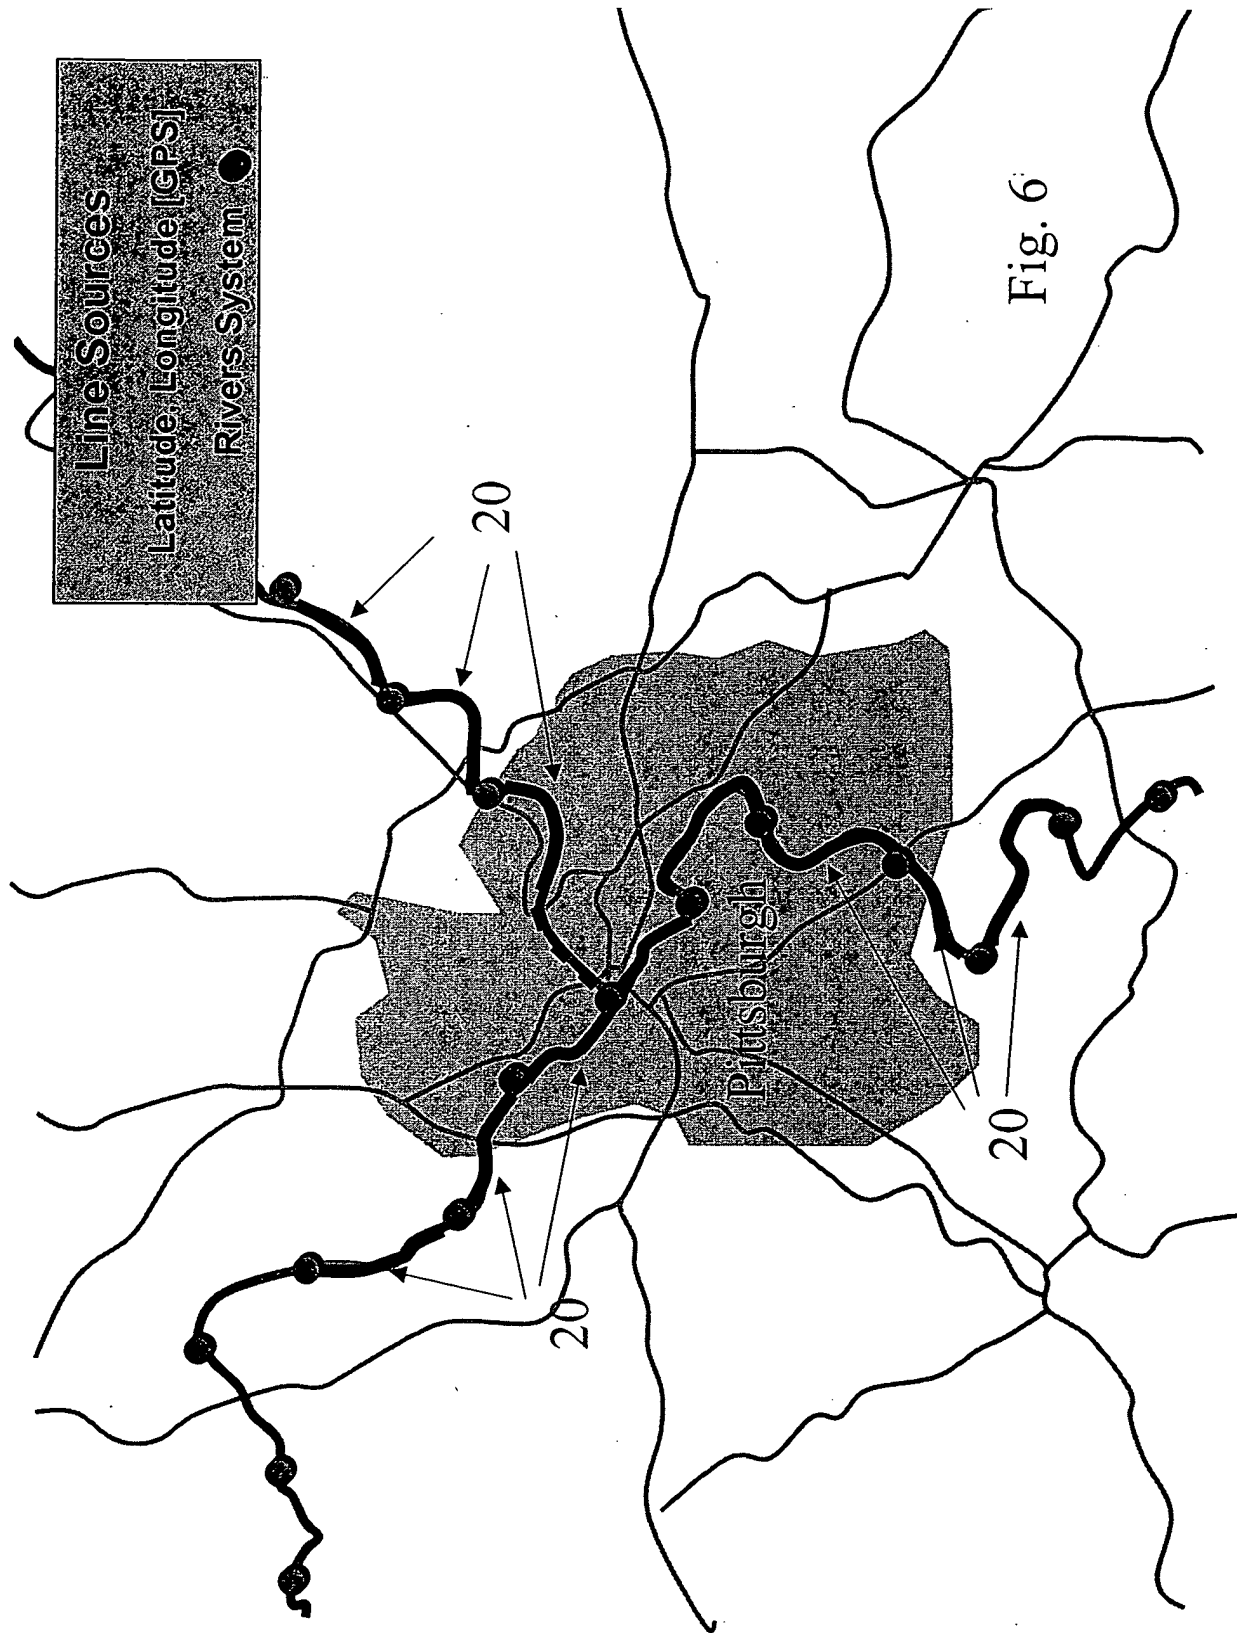 Line Sources
Latitude, Longitude [GPS]
Rivers System
20
Pittsburgh
20
20
Fig. 6